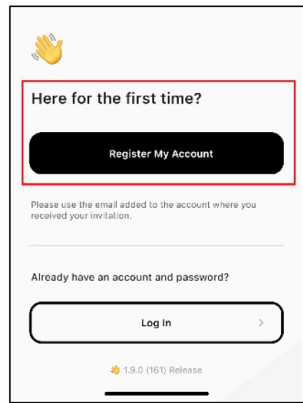 Here for the first time?
Register My Account
Please use the email added to the account where you
received your invitation.
Already have an account and password?
Log In
1.9.0 (161) Release